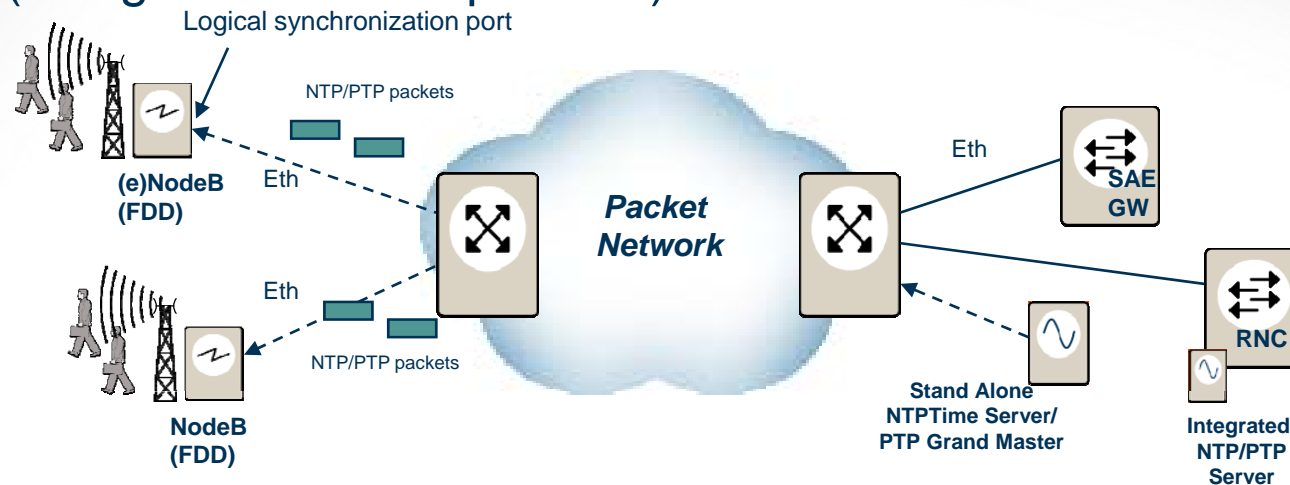 Logical synchronization port
NTP/PTP packets
Eth
(e)NodeB
(FDD)
Packet
Network
Eth
SAE
GW
Eth
NTP/PTP packets
RNC
NodeB
(FDD)
Stand Alone
NTPTime Server/
PTP Grand Master
Integrated
NTP/PTP
Server